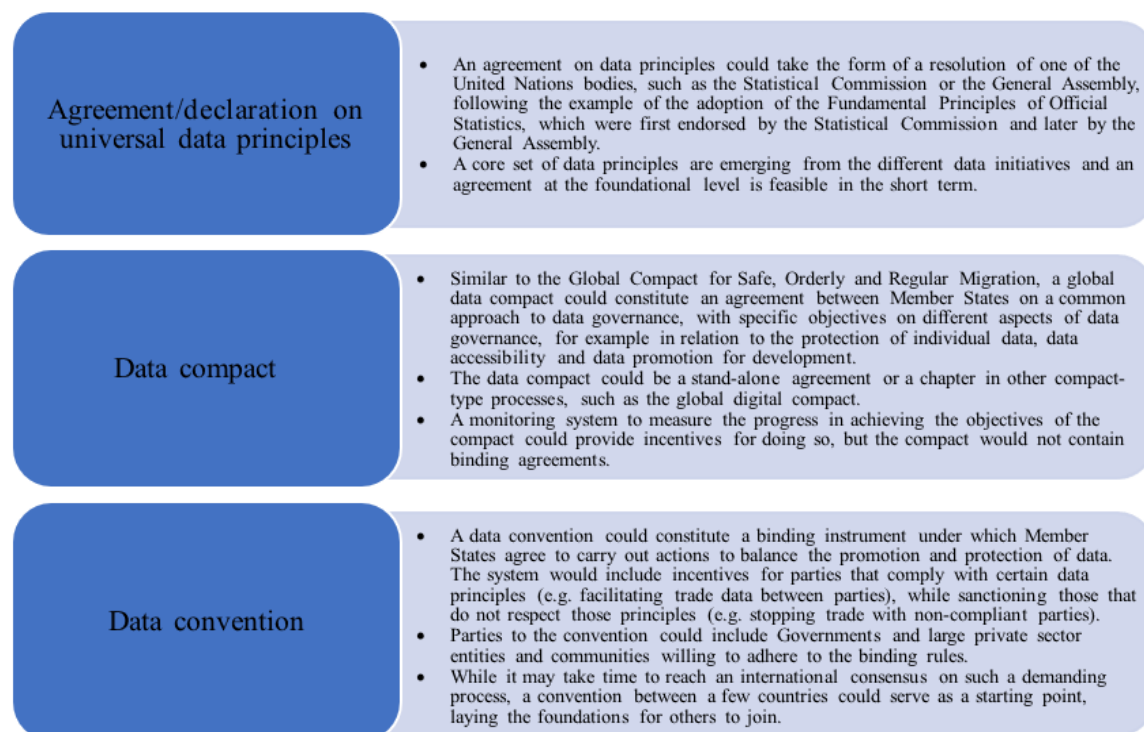 Agreement/declaration on
universal data principles
• An agreement on data principles could take the form of a resolution of one of the
United Nations bodies, such as the Statistical Commission or the General Assembly,
following the example of the adoption of the Fundamental Principles of Official
Statistics, which were first endorsed by the Statistical Commission and later by the
General Assembly.
• A core set of data principles are emerging from the different data initiatives and an
agreement at the foundational level is feasible in the short term.
Data compact
• Similar to the Global Compact for Safe, Orderly and Regular Migration, a global
data compact could constitute an agreement between Member States on a common
approach to data governance, with specific objectives on different aspects of data
governance, for example in relation to the protection of individual data, data
accessibility and data promotion for development.
• The data compact could be a stand-alone agreement or a chapter in other compact-
type processes, such as the global digital compact.
• A monitoring system to measure the progress in achieving the objectives of the
compact could provide incentives for doing so, but the compact would not contain
binding agreements.
Data convention
• A data convention could constitute a binding instrument under which Member
States agree to carry out actions to balance the promotion and protection of data.
The system would include incentives for parties that comply with certain data
principles (e.g. facilitating trade data between parties), while sanctioning those that
do not respect those principles (e.g. stopping trade with non-compliant parties).
• Parties to the convention could include Governments and large private sector
entities and communities willing to adhere to the binding rules.
• While it may take time to reach an international consensus on such a demanding
process, a convention between a few countries could serve as a starting point,
laying the foundations for others to join.